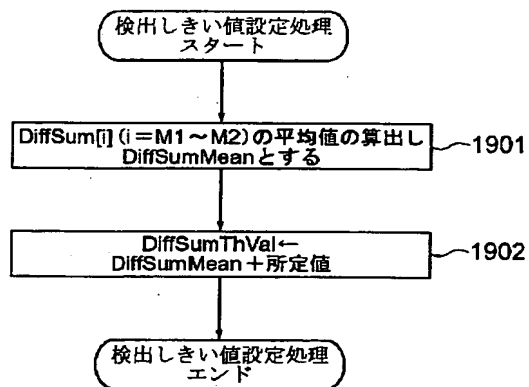 検出しきい値設定処理
スタート
DiffSum[i](i=M1~M2)の平均値の算出し
DiffSumMeanとする
1901
DiffSumThVal←
DiffSumMean+所定値
1902
検出しきい値設定処理
エンド